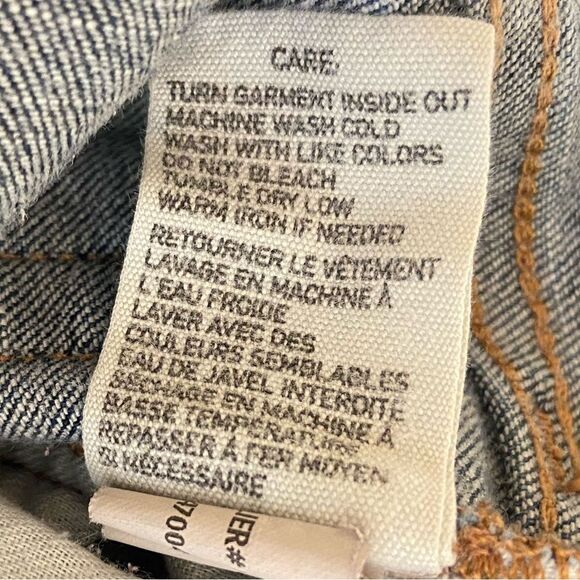 CARE:
TURN GARMENT INSIDE OUT
MACHINE WASH COLD
WASH WITH LIKE COLORS
DO NOT BLEACH
TUMBLE DRY LOW
WARM IRON IF NEEDED
RETOURNER LE VÊTEMENT
LAVAGE EN MACHINE À
L'EAU FROIDE
LAVER AVEC DES
COULEURS SEMBLABLES
EAU DE JAVEL INTERDITE
SÉCHAGE EN MACHINE À
BASSE TEMPÉRATURE
REPASSER À FER MOYEN
SI NÉCESSAIRE
IER#
700